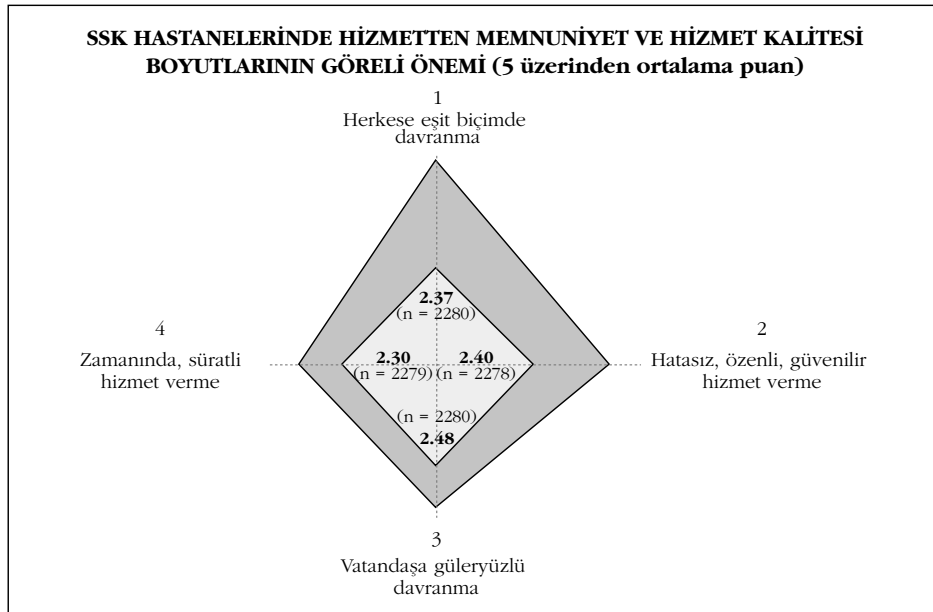 SSK HASTANELERİNDE HİZMETTEN MEMNUNİYET VE HİZMET KALİTESİ
BOYUTLARININ GÖRELİ ÖNEMİ (5 üzerinden ortalama puan)
1
Herkese eşit biçimde
davranma
2.37
(n = 2280)
4
Zamanında, süratli
hizmet verme
2.30
(n = 2279)
2.40
(n = 2278)
2
Hatasız, özenli, güvenilir
hizmet verme
(n = 2280)
2.48
3
Vatandaşa güleryüzlü
davranma